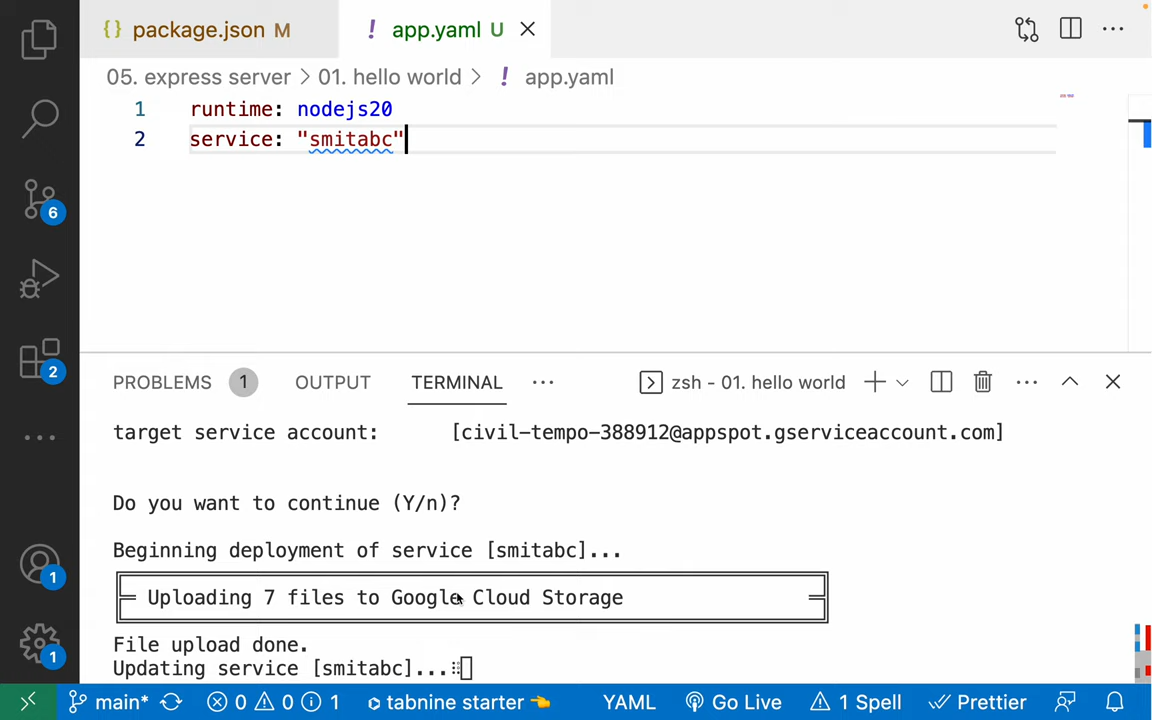 {} package.json M
! app.yaml U
05. express server > 01. hello world > ! app.yaml
1 runtime: nodejs20
2 service: "smitabc"
6
2
1
1
PROBLEMS 1 OUTPUT TERMINAL ... zsh - 01. hello world
target service account: [civil-tempo-388912@appspot.gserviceaccount.com]
Do you want to continue (Y/n)?
Beginning deployment of service [smitabc]...
Uploading 7 files to Google Cloud Storage
File upload done.
Updating service [smitabc]...
main* 0 0 1 tabnine starter YAML Go Live 1 Spell Prettier